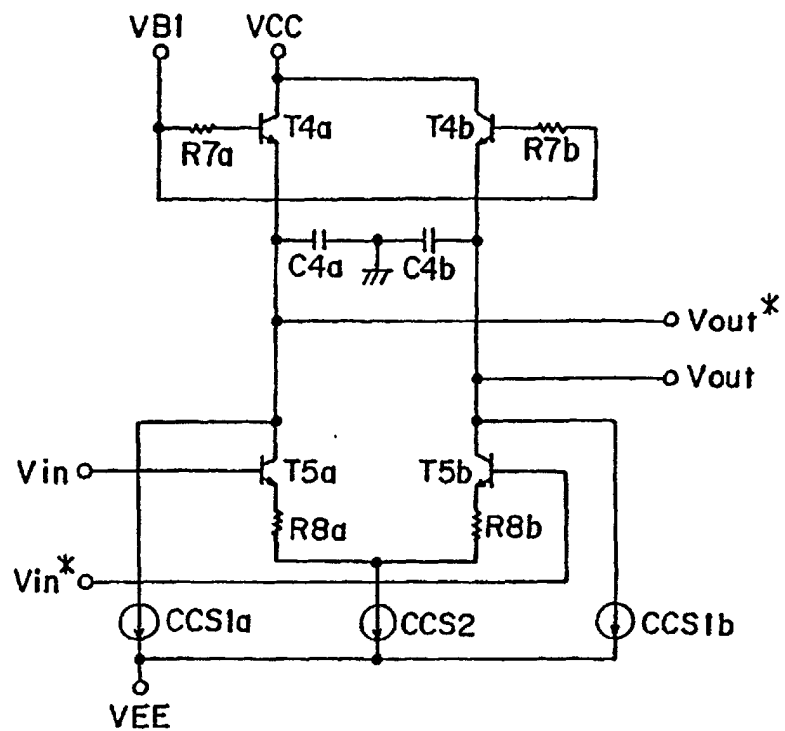 VB1 VCC
T4a T4b
R7a R7b
C4a C4b
Vout*
Vout
Vin T5a T5b
R8a R8b
Vin*
CCS1a CCS2 CCS1b
VEE